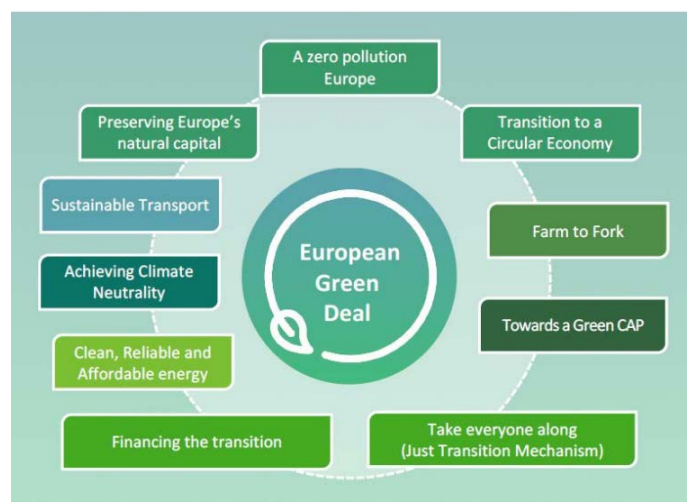 A zero pollution
Europe
Preserving Europe's
natural capital
Transition to a
Circular Economy
Sustainable Transport
Farm to Fork
European
Green
Deal
Achieving Climate
Neutrality
Towards a Green CAP
Clean, Reliable and
Affordable energy
Financing the transition
Take everyone along
(Just Transition Mechanism)